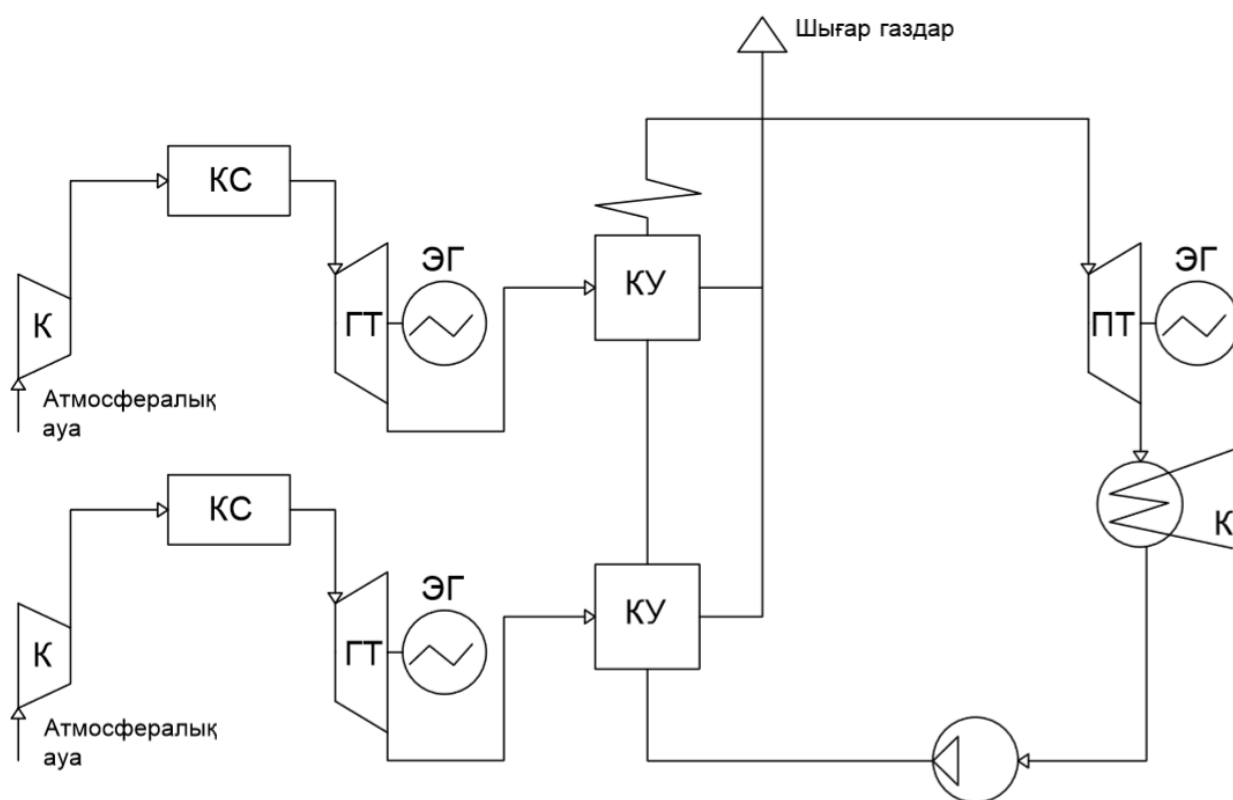 Шығар газдар
КС
ЭГ
КУ
ЭГ
К
ГТ
ПТ
Атмосфералық
ауа
КС
К
ЭГ
КУ
К
ГТ
Атмосфералық
ауа